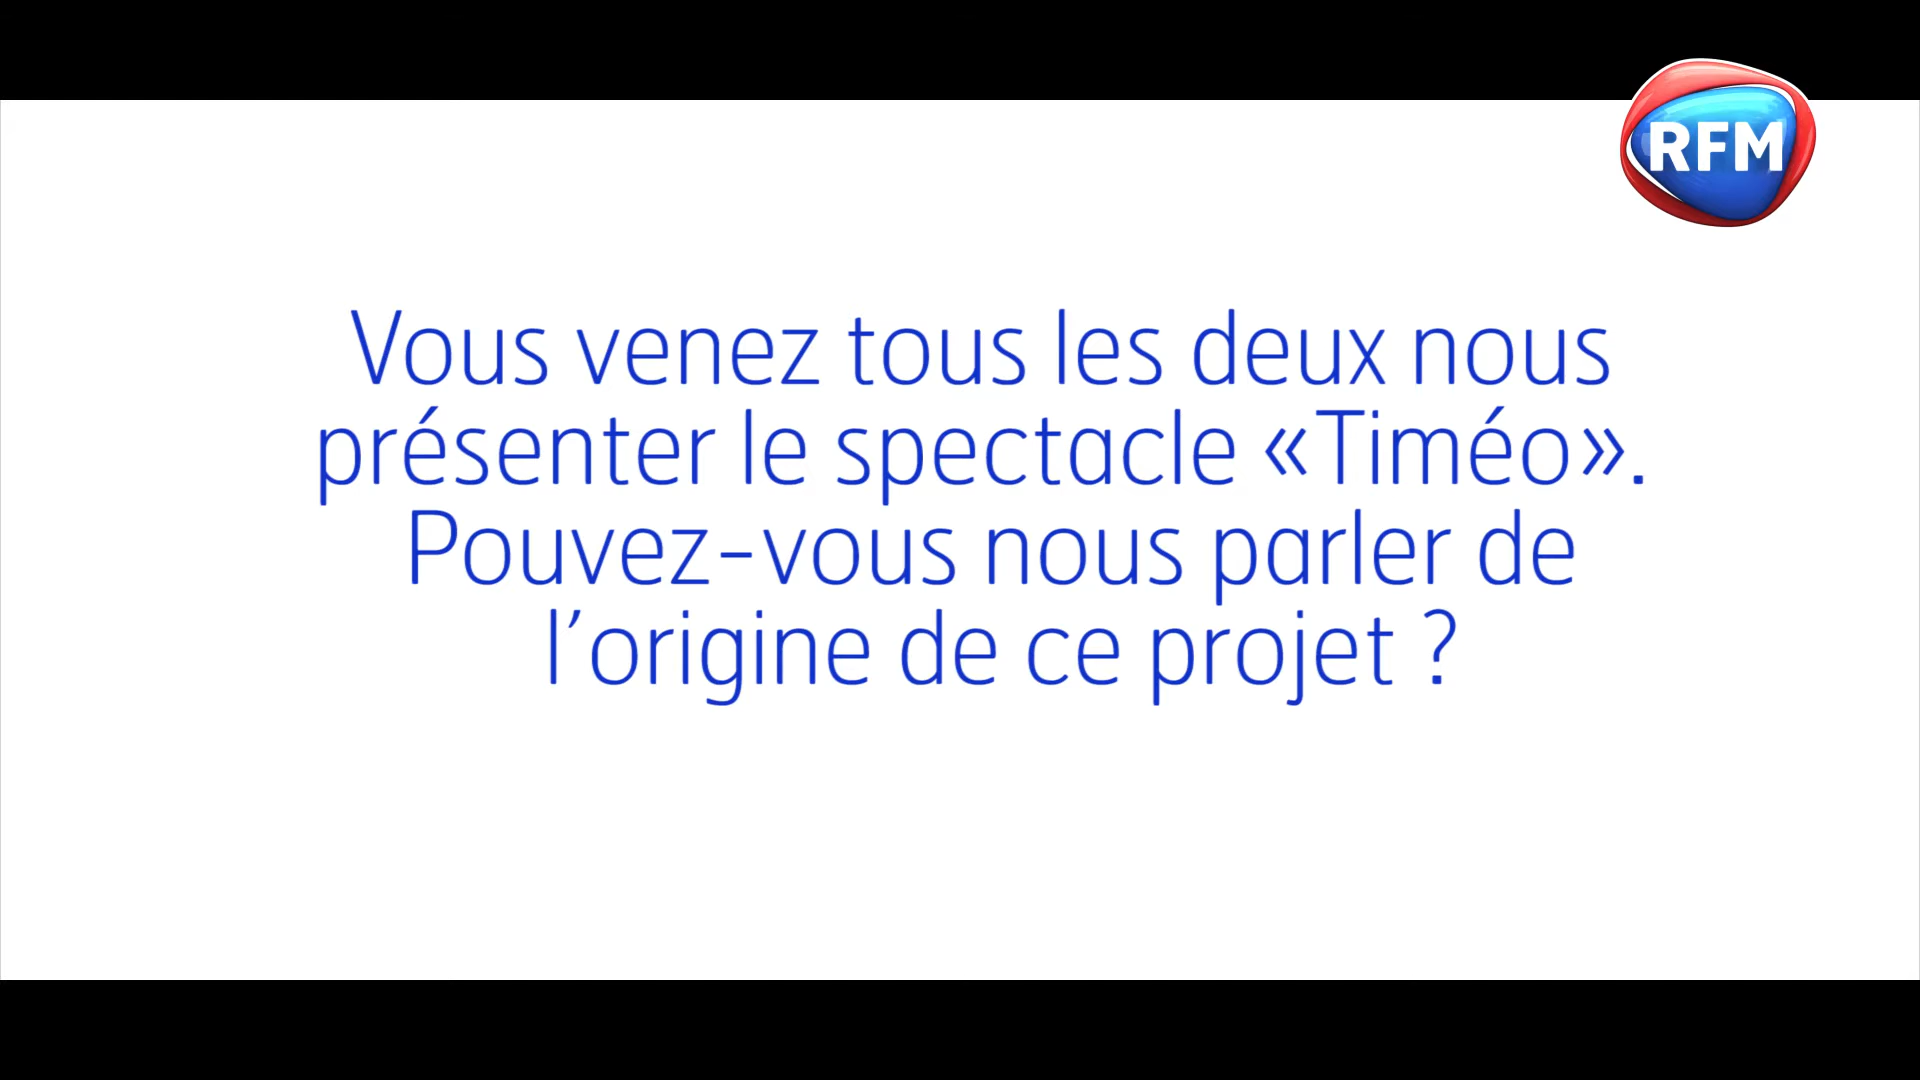 RFM
Vous venez tous les deux nous
présenter le spectacle «Timéo».
Pouvez-vous nous parler de
l’origine de ce projet ?